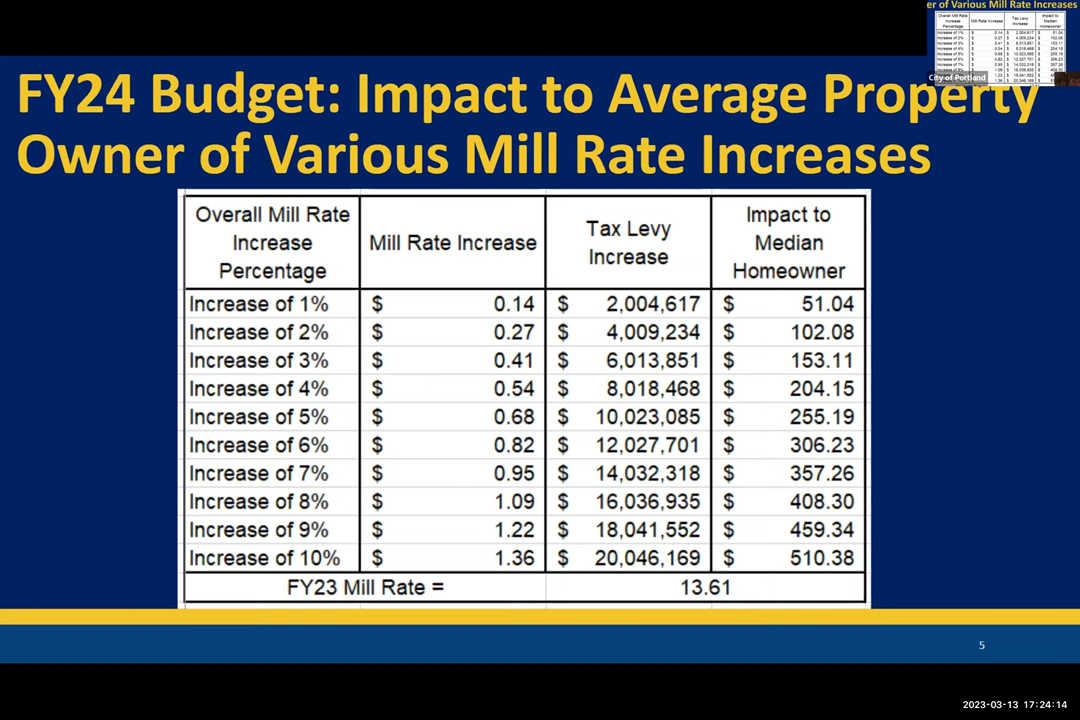 er of Various Mill Rate Increases
City of Portland
FY24 Budget: Impact to Average Property
Owner of Various Mill Rate Increases
Overall Mill Rate Increase Percentage Mill Rate Increase Tax Levy Increase Impact to Median Homeowner
Increase of 1% $ 0.14 $ 2,004,617 $ 51.04
Increase of 2% $ 0.27 $ 4,009,234 $ 102.08
Increase of 3% $ 0.41 $ 6,013,851 $ 153.11
Increase of 4% $ 0.54 $ 8,018,468 $ 204.15
Increase of 5% $ 0.68 $ 10,023,085 $ 255.19
Increase of 6% $ 0.82 $ 12,027,701 $ 306.23
Increase of 7% $ 0.95 $ 14,032,318 $ 357.26
Increase of 8% $ 1.09 $ 16,036,935 $ 408.30
Increase of 9% $ 1.22 $ 18,041,552 $ 459.34
Increase of 10% $ 1.36 $ 20,046,169 $ 510.38
FY23 Mill Rate = 13.61
5
2023-03-13 17:24:14